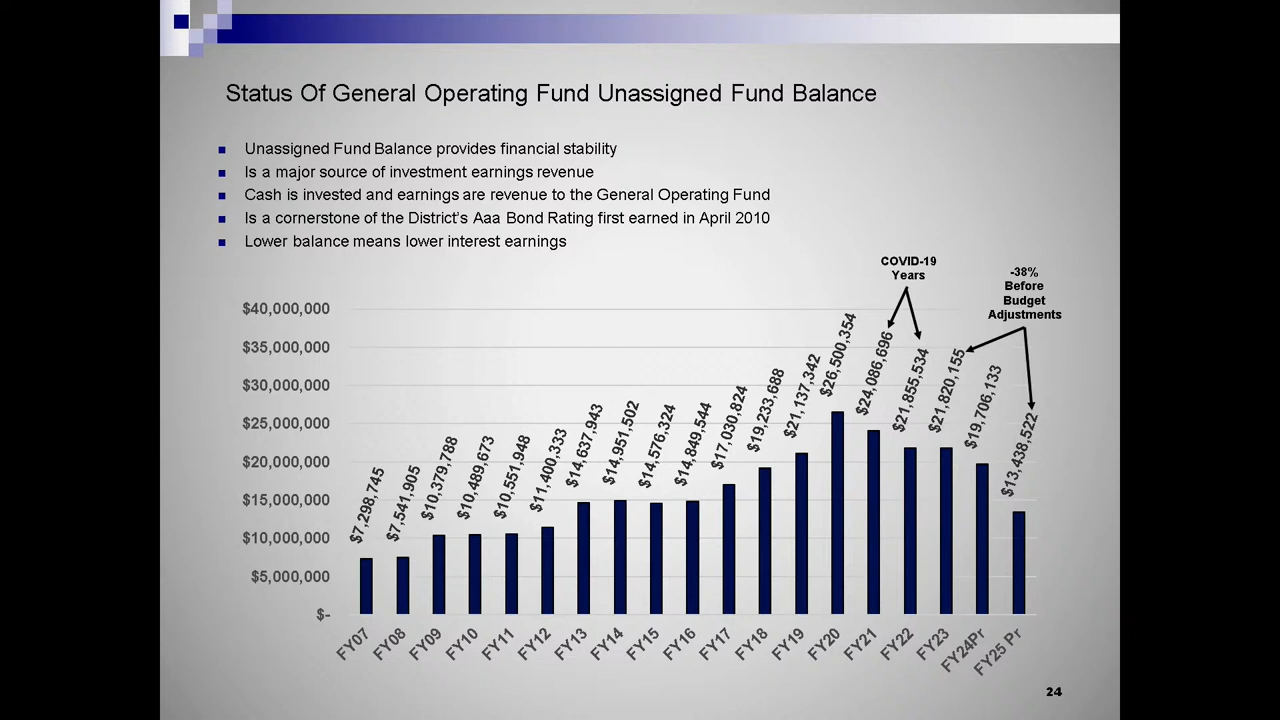 Status Of General Operating Fund Unassigned Fund Balance
Unassigned Fund Balance provides financial stability
Is a major source of investment earnings revenue
Cash is invested and earnings are revenue to the General Operating Fund
Is a cornerstone of the District's Aaa Bond Rating first earned in April 2010
Lower balance means lower interest earnings
COVID-19
Years
-38%
Before
Budget
Adjustments
$40,000,000
$35,000,000
$30,000,000
$25,000,000
$20,000,000
$15,000,000
$10,000,000
$5,000,000
$-
$7,298,745
$7,541,905
$10,379,788
$10,489,673
$10,551,948
$11,400,333
$14,637,943
$14,951,502
$14,576,324
$14,849,544
$17,030,824
$19,233,688
$21,137,342
$26,500,354
$24,086,696
$21,855,534
$21,820,155
$19,706,133
$13,438,522
FY07
FY08
FY09
FY10
FY11
FY12
FY13
FY14
FY15
FY16
FY17
FY18
FY19
FY20
FY21
FY22
FY23
FY24Pr
FY25 Pr
24